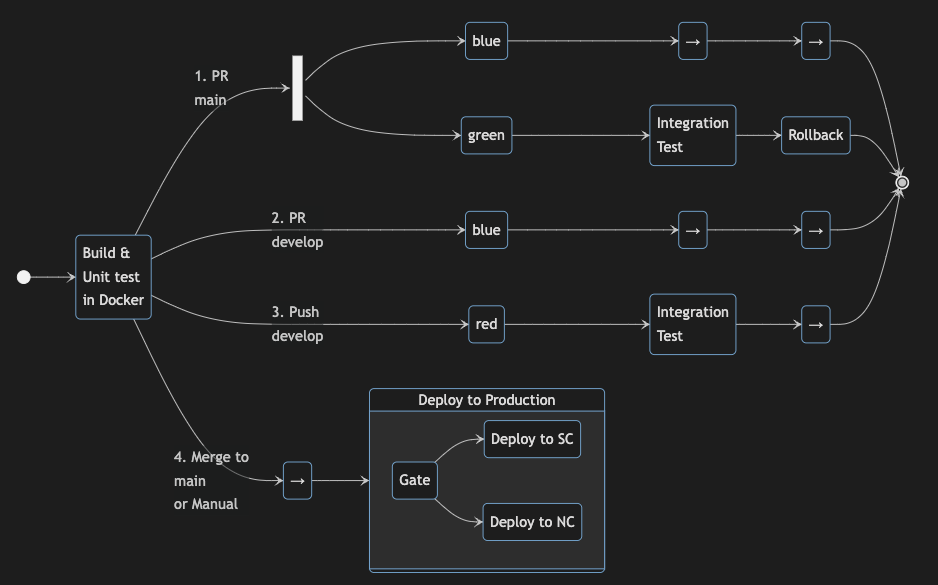 blue
→
→
1. PR
main
green
Integration
Test
Rollback
2. PR
develop
blue
→
→
Build &
Unit test
in Docker
3. Push
develop
red
Integration
Test
→
Deploy to Production
4. Merge to
main
or Manual
→
Gate
Deploy to SC
Deploy to NC